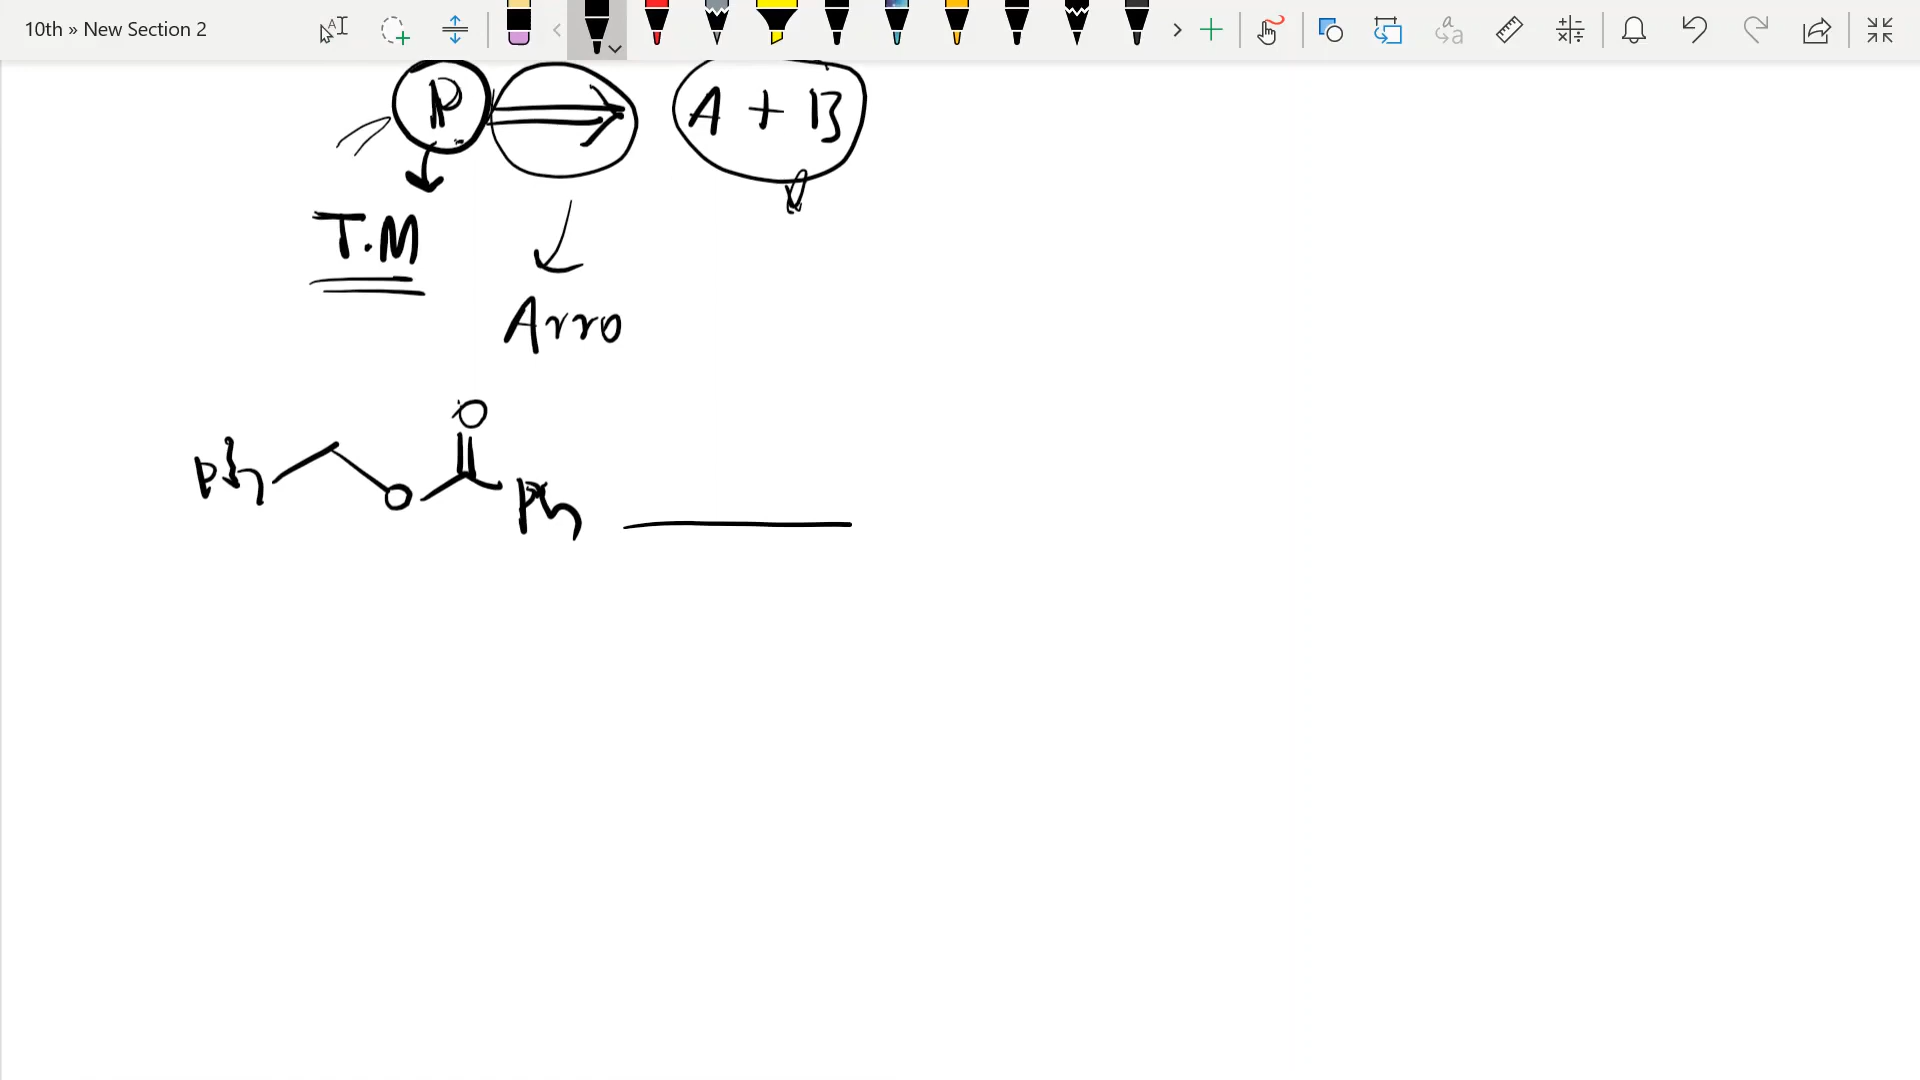 10th » New Section 2
P ⇒ A + B
T.M
Arro
O
Ph O Ph